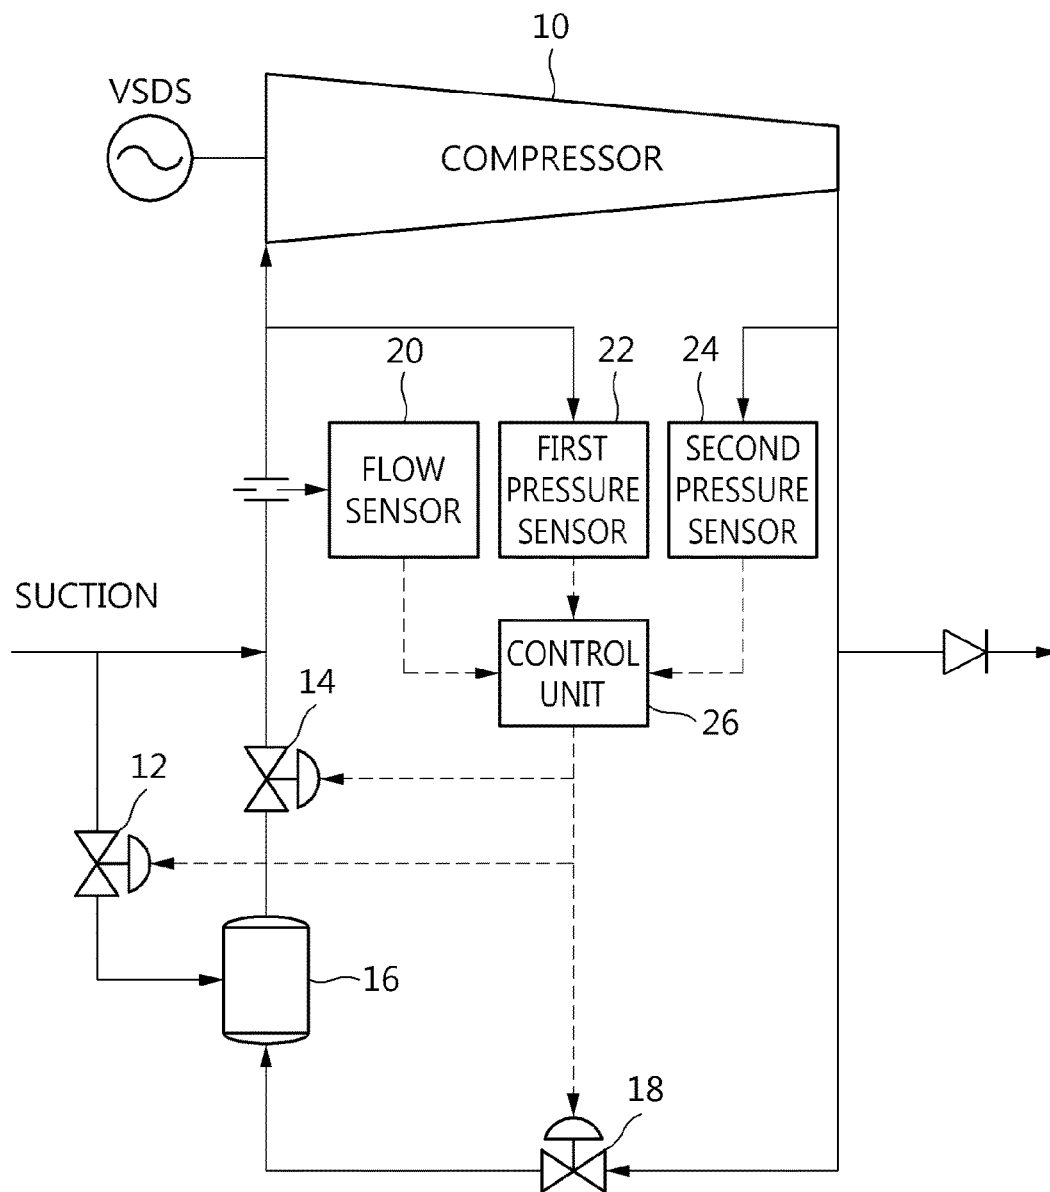 10
VSDS
COMPRESSOR
20
22
24
FLOW
SENSOR
FIRST
PRESSURE
SENSOR
SECOND
PRESSURE
SENSOR
SUCTION
CONTROL
UNIT
14
26
12
16
18